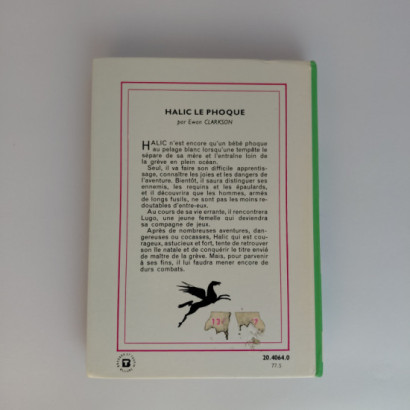 HALIC LE PHOQUE
par Ewan CLARKSON
HALIC n'est encore qu'un bébé phoque
au pelage blanc lorsqu'une tempête le
sépare de sa mère et l'entraîne loin de
la grève en plein océan.
Seul, il va faire son difficile apprentis-
sage, connaître les joies et les dangers de
l'aventure. Bientôt, il saura distinguer ses
ennemis, les requins et les épaulards,
et il découvrira que les hommes, armés
de longs fusils, ne sont pas les moins re-
doutables d'entre-eux.
Au cours de sa vie errante, il rencontrera
Lugo, une jeune femelle qui deviendra
sa compagne de jeux.
Après de nombreuses aventures, dan-
gereuses ou cocasses, Halic qui est cou-
rageux, astucieux et fort, tente de retrouver
son île natale et de conquérir le titre envié
de maître de la grève. Mais, pour parvenir
à ses fins, il lui faudra mener encore de
durs combats.
20.4064.0
77.5